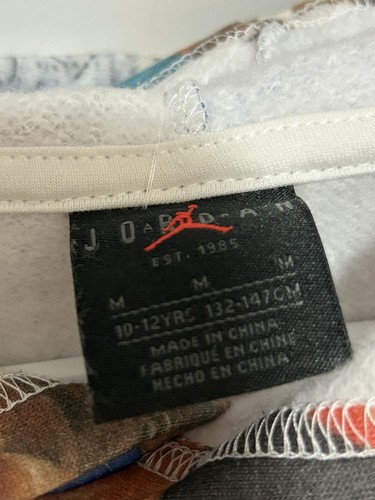 JORDAN
EST. 1985
M M M
10-12YRS 132-147CM
MADE IN CHINA
FABRIQUÉ EN CHINE
HECHO EN CHINA